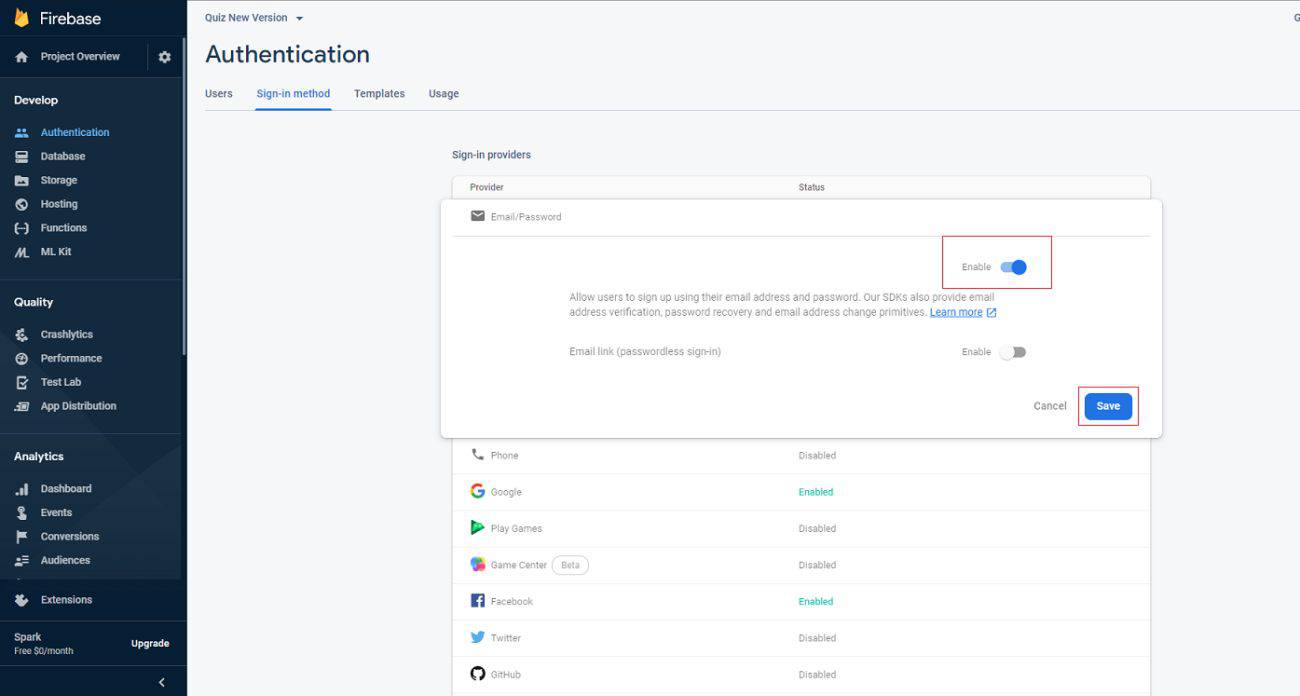 Firebase
Project Overview
Develop
Authentication
Database
Storage
Hosting
Functions
ML Kit
Quality
Crashlytics
Performance
Test Lab
App Distribution
Analytics
Dashboard
Events
Conversions
Audiences
Extensions
Spark
Free $0/month
Upgrade
Quiz New Version
G
Authentication
Users Sign-in method Templates Usage
Sign-in providers
Provider Status
Email/Password
Enable
Allow users to sign up using their email address and password. Our SDKs also provide email
address verification, password recovery and email address change primitives. Learn more
Email link (passwordless sign-in) Enable
Cancel Save
Phone Disabled
Google Enabled
Play Games Disabled
Game Center Beta Disabled
Facebook Enabled
Twitter Disabled
GitHub Disabled